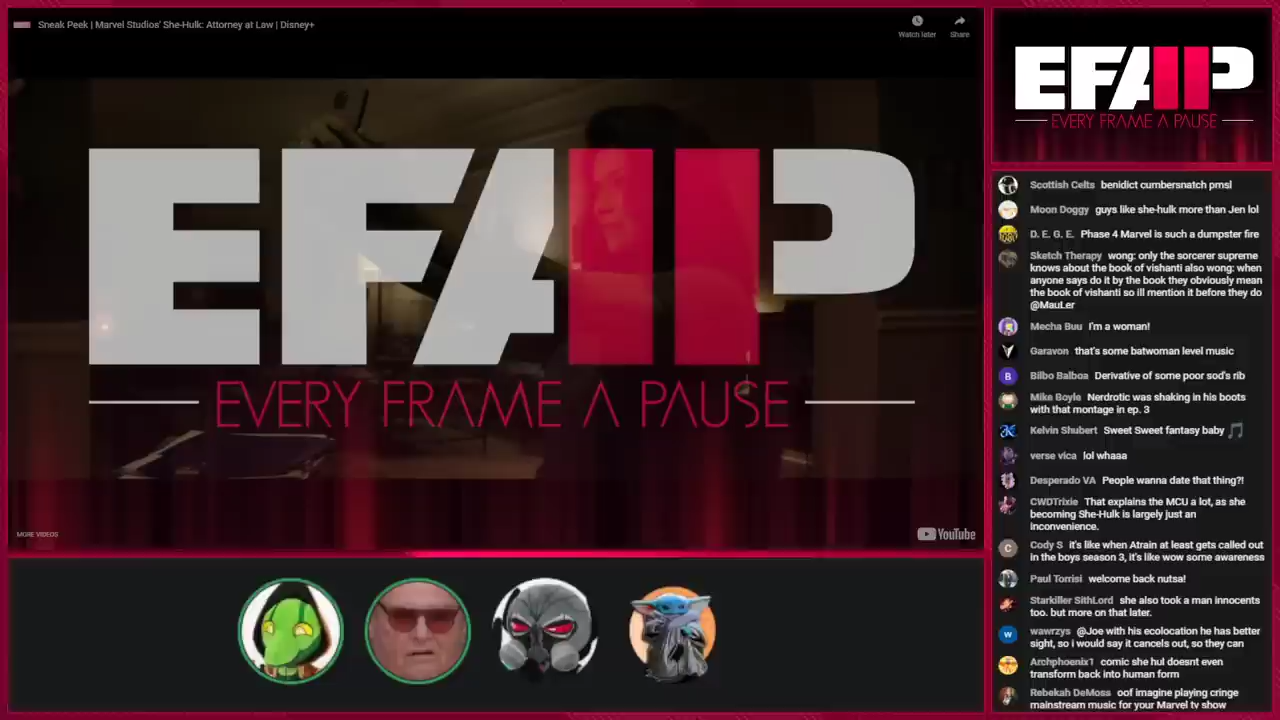 Sneak Peek | Marvel Studios' She-Hulk: Attorney at Law | Disney+
Watch later
Share
EFAP
EVERY FRAME A PAUSE
MORE VIDEOS
YouTube
EFAP
EVERY FRAME A PAUSE
Scottish Celts benidict cumbersnatch pmsl
Moon Doggy guys like she-hulk more than Jen lol
D. E. G. E. Phase 4 Marvel is such a dumpster fire
Sketch Therapy wong: only the sorcerer supreme
knows about the book of vishanti also wong: when
anyone says do it by the book they obviously mean
the book of vishanti so ill mention it before they do
@MauLer
Mecha Buu I'm a woman!
Garavon that's some batwoman level music
B
Bilbo Balboa Derivative of some poor sod's rib
Mike Boyle Nerdrotic was shaking in his boots
with that montage in ep. 3
Kelvin Shubert Sweet Sweet fantasy baby
verse vica lol whaaa
Desperado VA People wanna date that thing?!
CWDTrixie That explains the MCU a lot, as she
becoming She-Hulk is largely just an
inconvenience.
C
Cody S it's like when Atrain at least gets called out
in the boys season 3, it's like wow some awareness
Paul Torrisi welcome back nutsa!
Starkiller SithLord she also took a man innocents
too. but more on that later.
w
wawrzys @Joe with his ecolocation he has better
sight, so i would say it cancels out, so they can
Archphoenix1 comic she hul doesnt even
transform back into human form
Rebekah DeMoss oof imagine playing cringe
mainstream music for your Marvel tv show